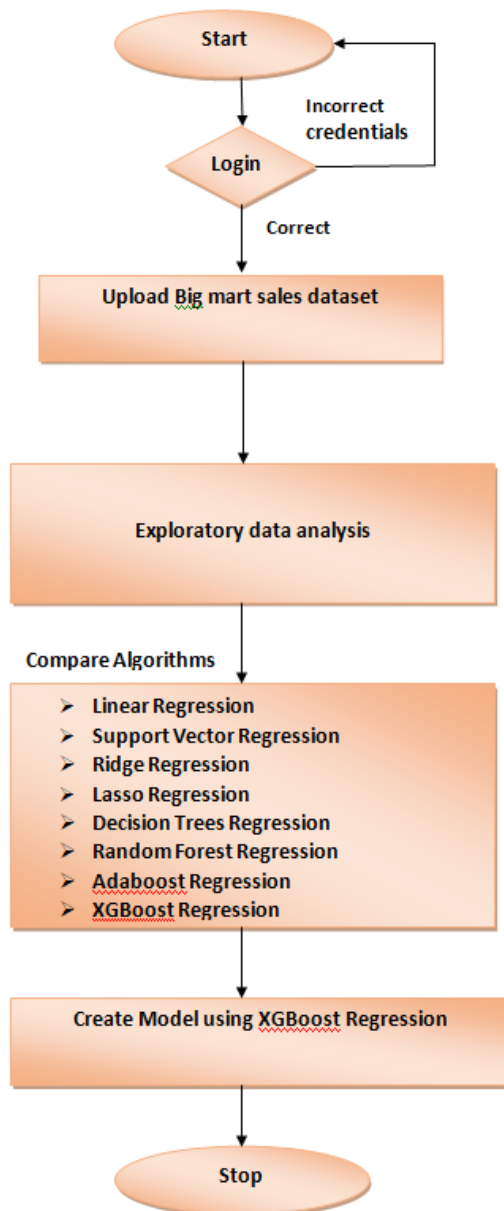 Start
Incorrect
credentials
Login
Correct
Upload Big mart sales dataset
Exploratory data analysis
Compare Algorithms
➢ Linear Regression
➢ Support Vector Regression
➢ Ridge Regression
➢ Lasso Regression
➢ Decision Trees Regression
➢ Random Forest Regression
➢ Adaboost Regression
➢ XGBoost Regression
Create Model using XGBoost Regression
Stop